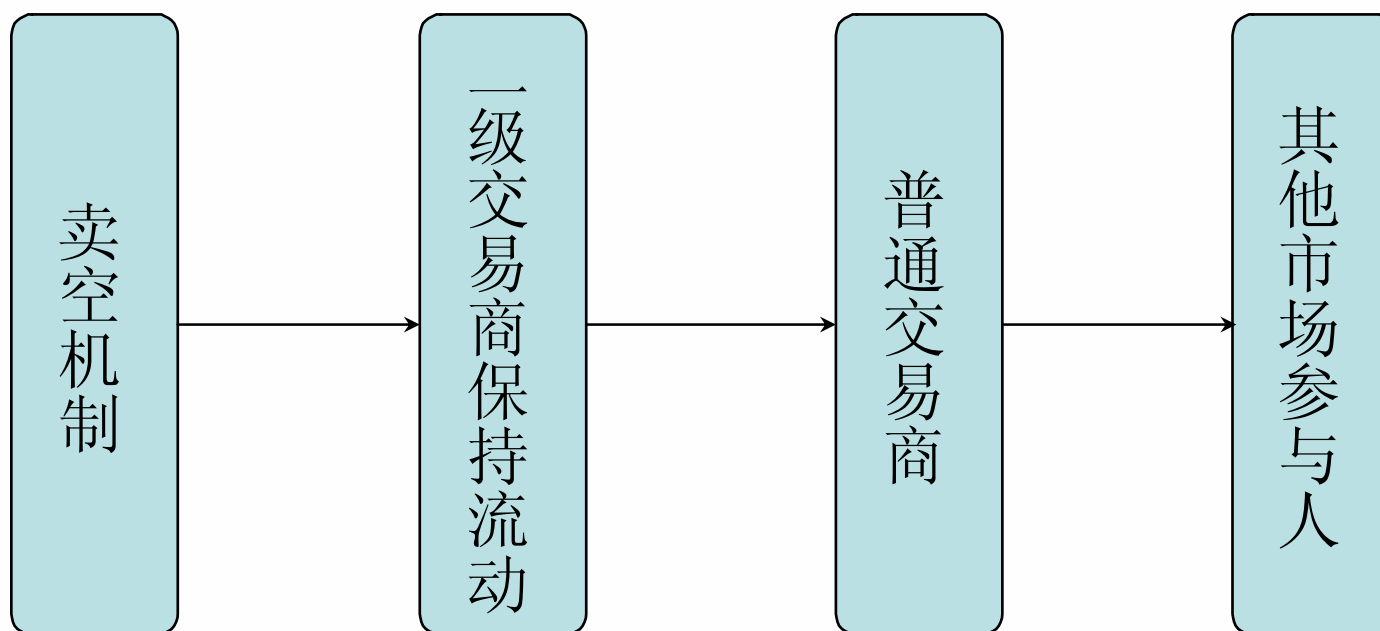 卖空机制
一级交易商保持流动
普通交易商
其他市场参与人